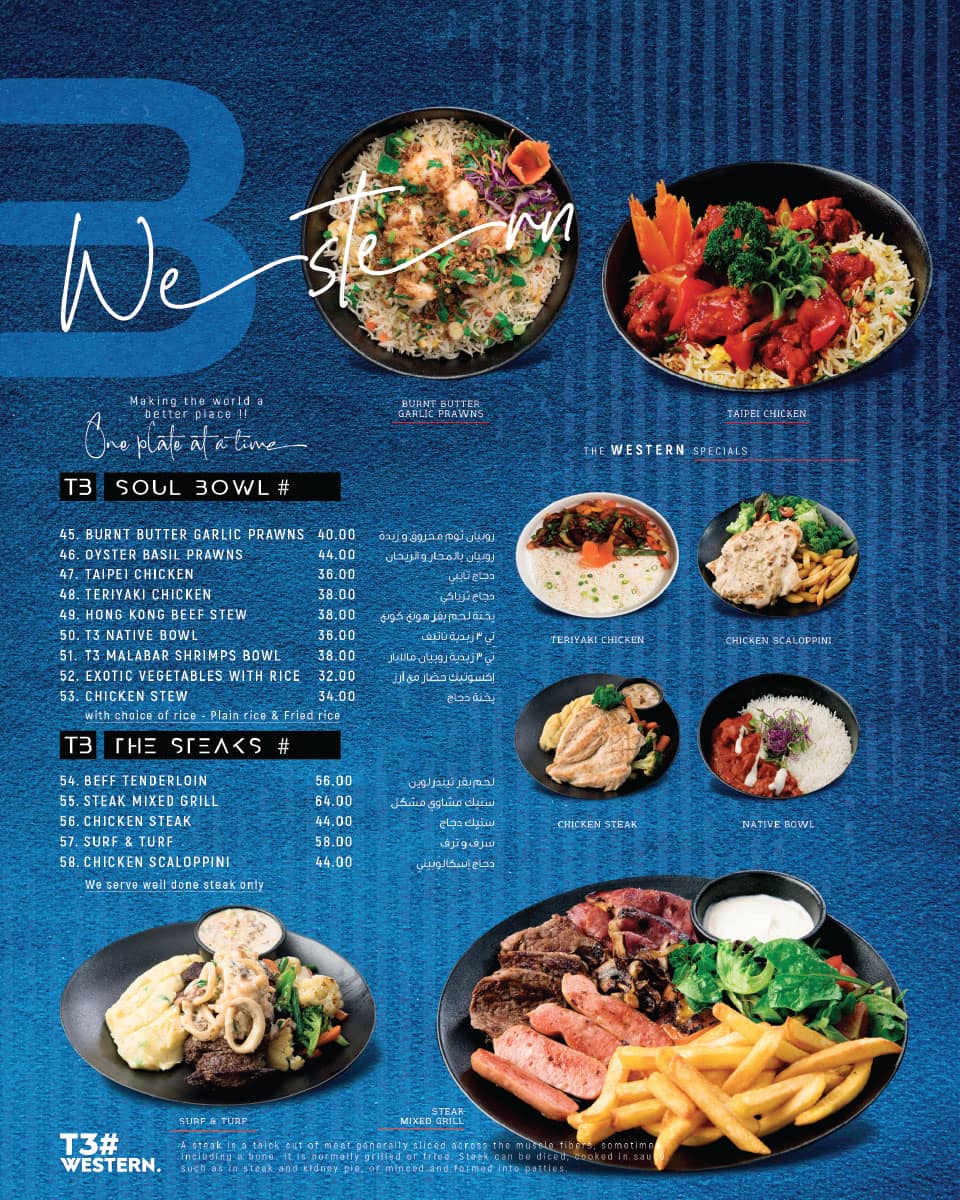 3
Western
BURNT BUTTER
GARLIC PRAWNS
TAIPEI CHICKEN
Making the world a
better place !!
One plate at a time
THE WESTERN SPECIALS
T3 SOUL BOWL #
45. BURNT BUTTER GARLIC PRAWNS 40.00 روبيان ثوم محروق و زبدة
46. OYSTER BASIL PRAWNS 44.00 روبيان بالمحار و الريحان
47. TAIPEI CHICKEN 36.00 دجاج تايبي
48. TERIYAKI CHICKEN 38.00 دجاج ترياكي
49. HONG KONG BEEF STEW 38.00 يخنة لحم بقر هونغ كونغ
50. T3 NATIVE BOWL 36.00 تي ٣ زبدية ناتيف
51. T3 MALABAR SHRIMPS BOWL 38.00 تي ٣ زبدية روبيان مالابار
52. EXOTIC VEGETABLES WITH RICE 32.00 إكسوتيك خضار مع أرز
53. CHICKEN STEW 34.00 يخنة دجاج
with choice of rice - Plain rice & Fried rice
TERIYAKI CHICKEN
CHICKEN SCALOPPINI
T3 THE STEAKS #
54. BEFF TENDERLOIN 56.00 لحم بقر تيندرلوين
55. STEAK MIXED GRILL 64.00 ستيك مشاوي مشكل
56. CHICKEN STEAK 44.00 ستيك دجاج
57. SURF & TURF 58.00 سرف و ترف
58. CHICKEN SCALOPPINI 44.00 دجاج إسكالوبيني
We serve well done steak only
CHICKEN STEAK
NATIVE BOWL
SURF & TURF
STEAK
MIXED GRILL
T3#
WESTERN.
A steak is a thick cut of meat generally sliced across the muscle fibers, sometime
including a bone. It is normally grilled or fried. Steak can be diced, cooked in sauce
such as in steak and kidney pie, or minced and formed into patties.